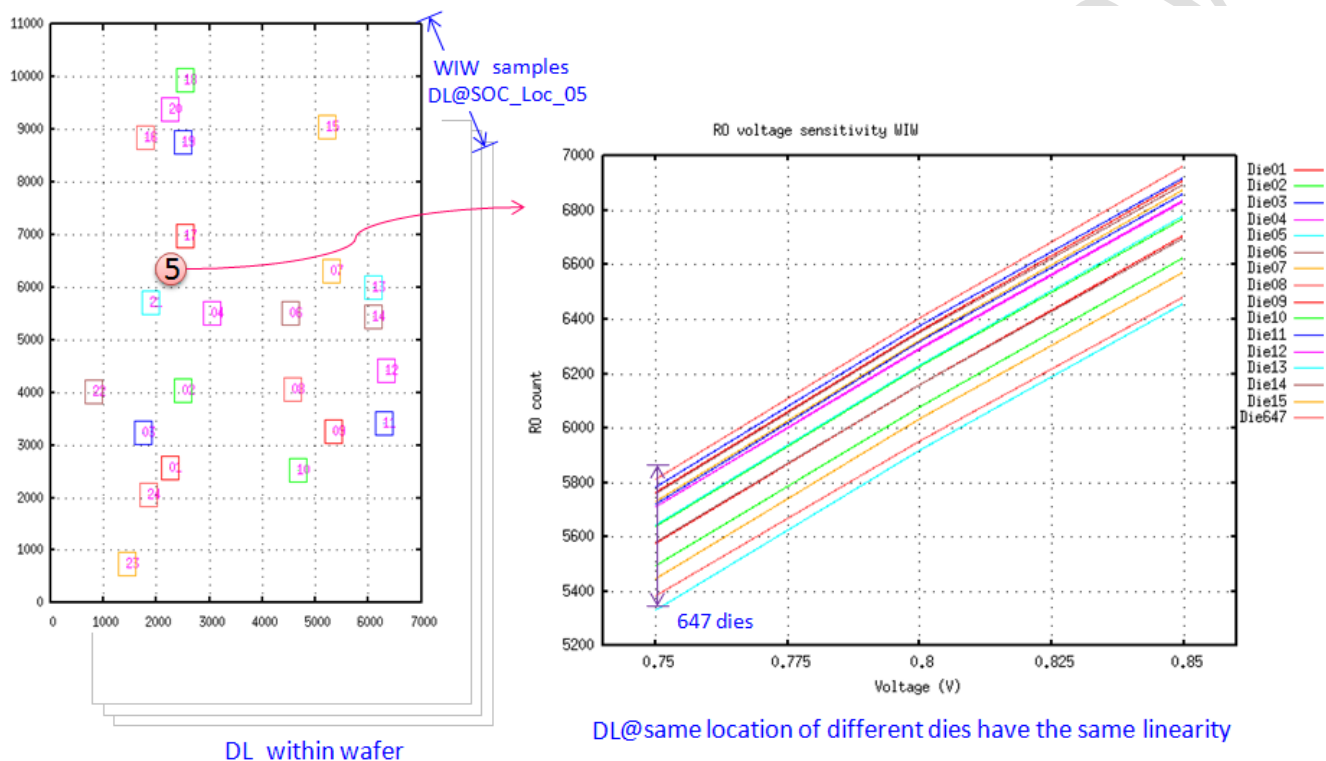 11000
10000
9000
8000
7000
6000
5000
4000
3000
2000
1000
0
0 1000 2000 3000 4000 5000 6000 7000
18
20
15
16
19
17
5
07
13
21
04
06
14
12
22
02
08
11
03
09
01
10
24
23
WIW samples
DL@SOC_Loc_05
DL within wafer
RO voltage sensitivity WIW
7000
6800
6600
6400
6200
6000
5800
5600
5400
5200
RO count
647 dies
0.75 0.775 0.8 0.825 0.85
Voltage (V)
Die01
Die02
Die03
Die04
Die05
Die06
Die07
Die08
Die09
Die10
Die11
Die12
Die13
Die14
Die15
Die647
DL@same location of different dies have the same linearity